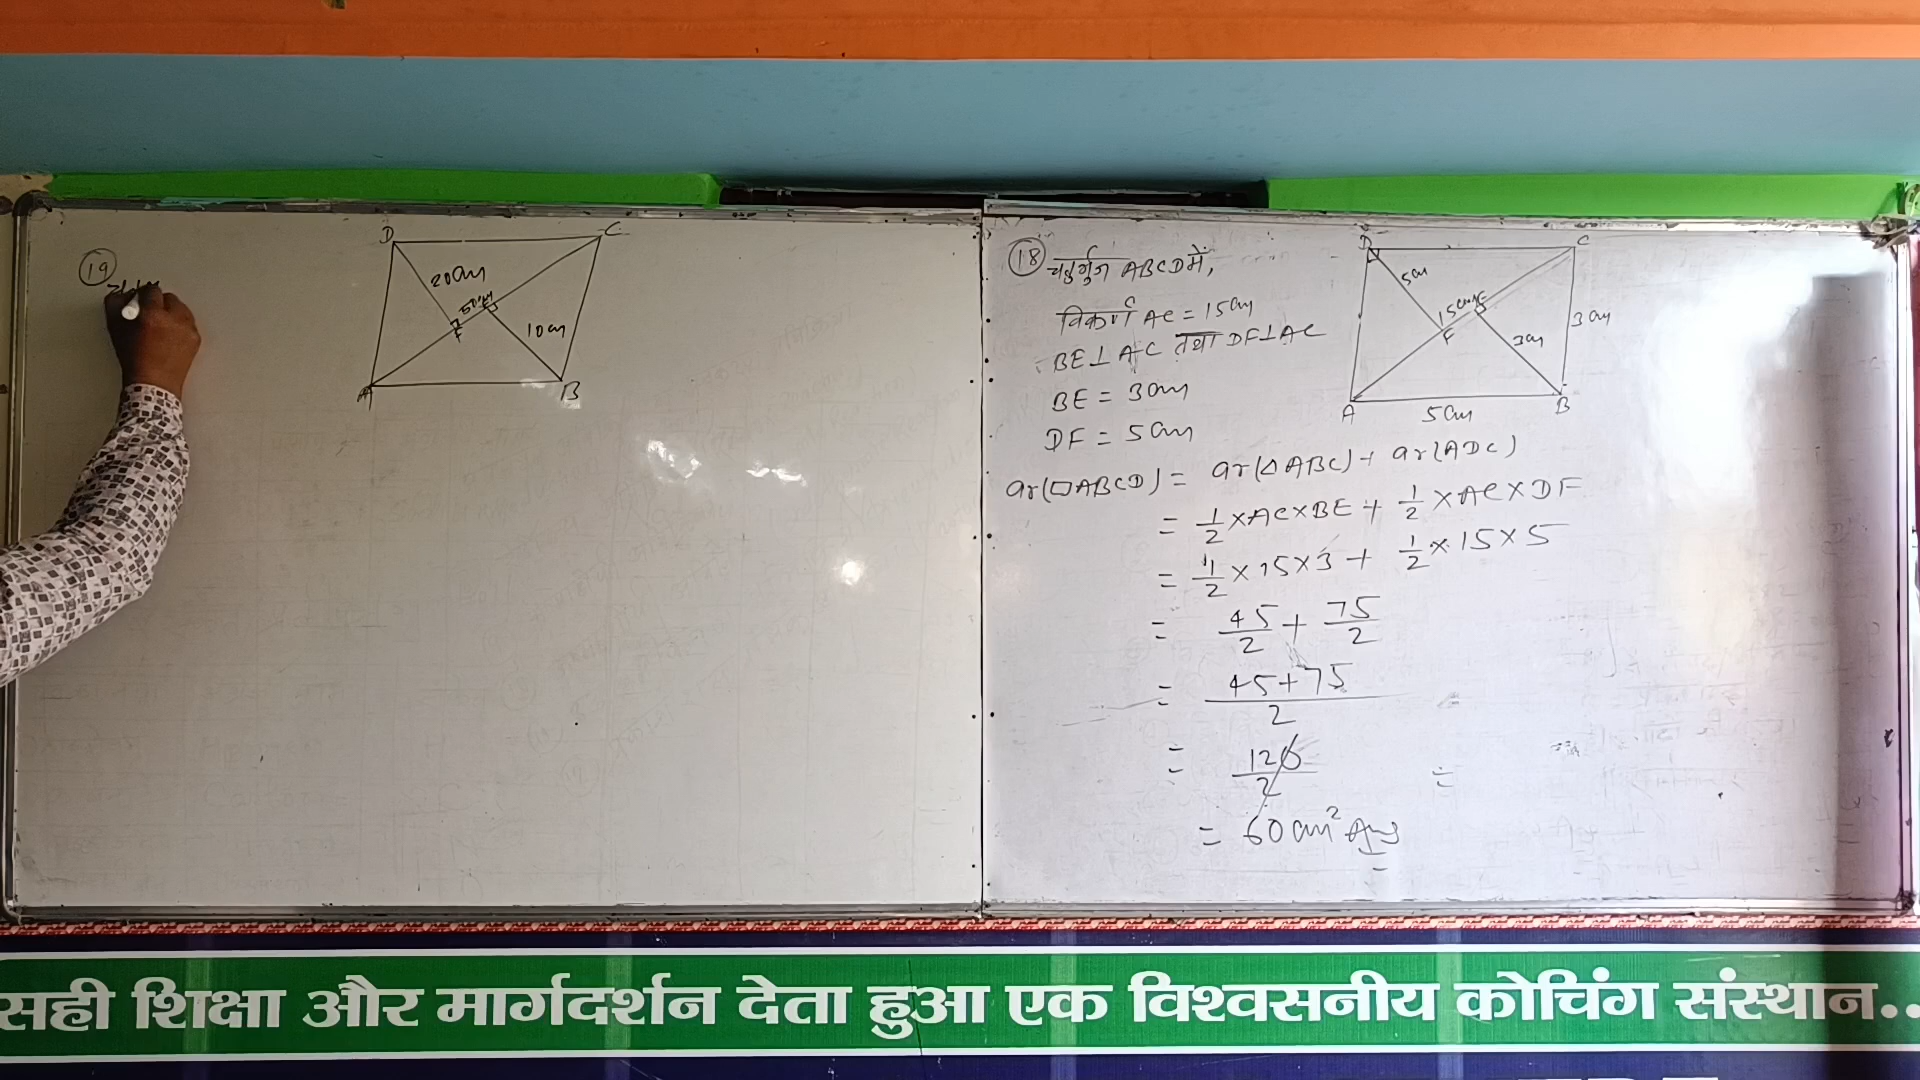 (19)
D
C
20cm
50cm
F
10cm
A
B
(18) चतुर्भुज ABCD में,
विकर्ण AC = 15cm
BE⊥AC तथा DF⊥AC
BE = 3cm
DF = 5cm
D
C
5cm
15cm
E
F
3cm
3cm
A
5cm
B
ar(□ABCD) = ar(△ABC) + ar(ADC)
= 1/2 × AC × BE + 1/2 × AC × DF
= 1/2 × 15 × 3 + 1/2 × 15 × 5
= 45/2 + 75/2
= 45+75/2
= 120/2
= 60cm² Ans
सही शिक्षा और मार्गदर्शन देता हुआ एक विश्वसनीय कोचिंग संस्थान..